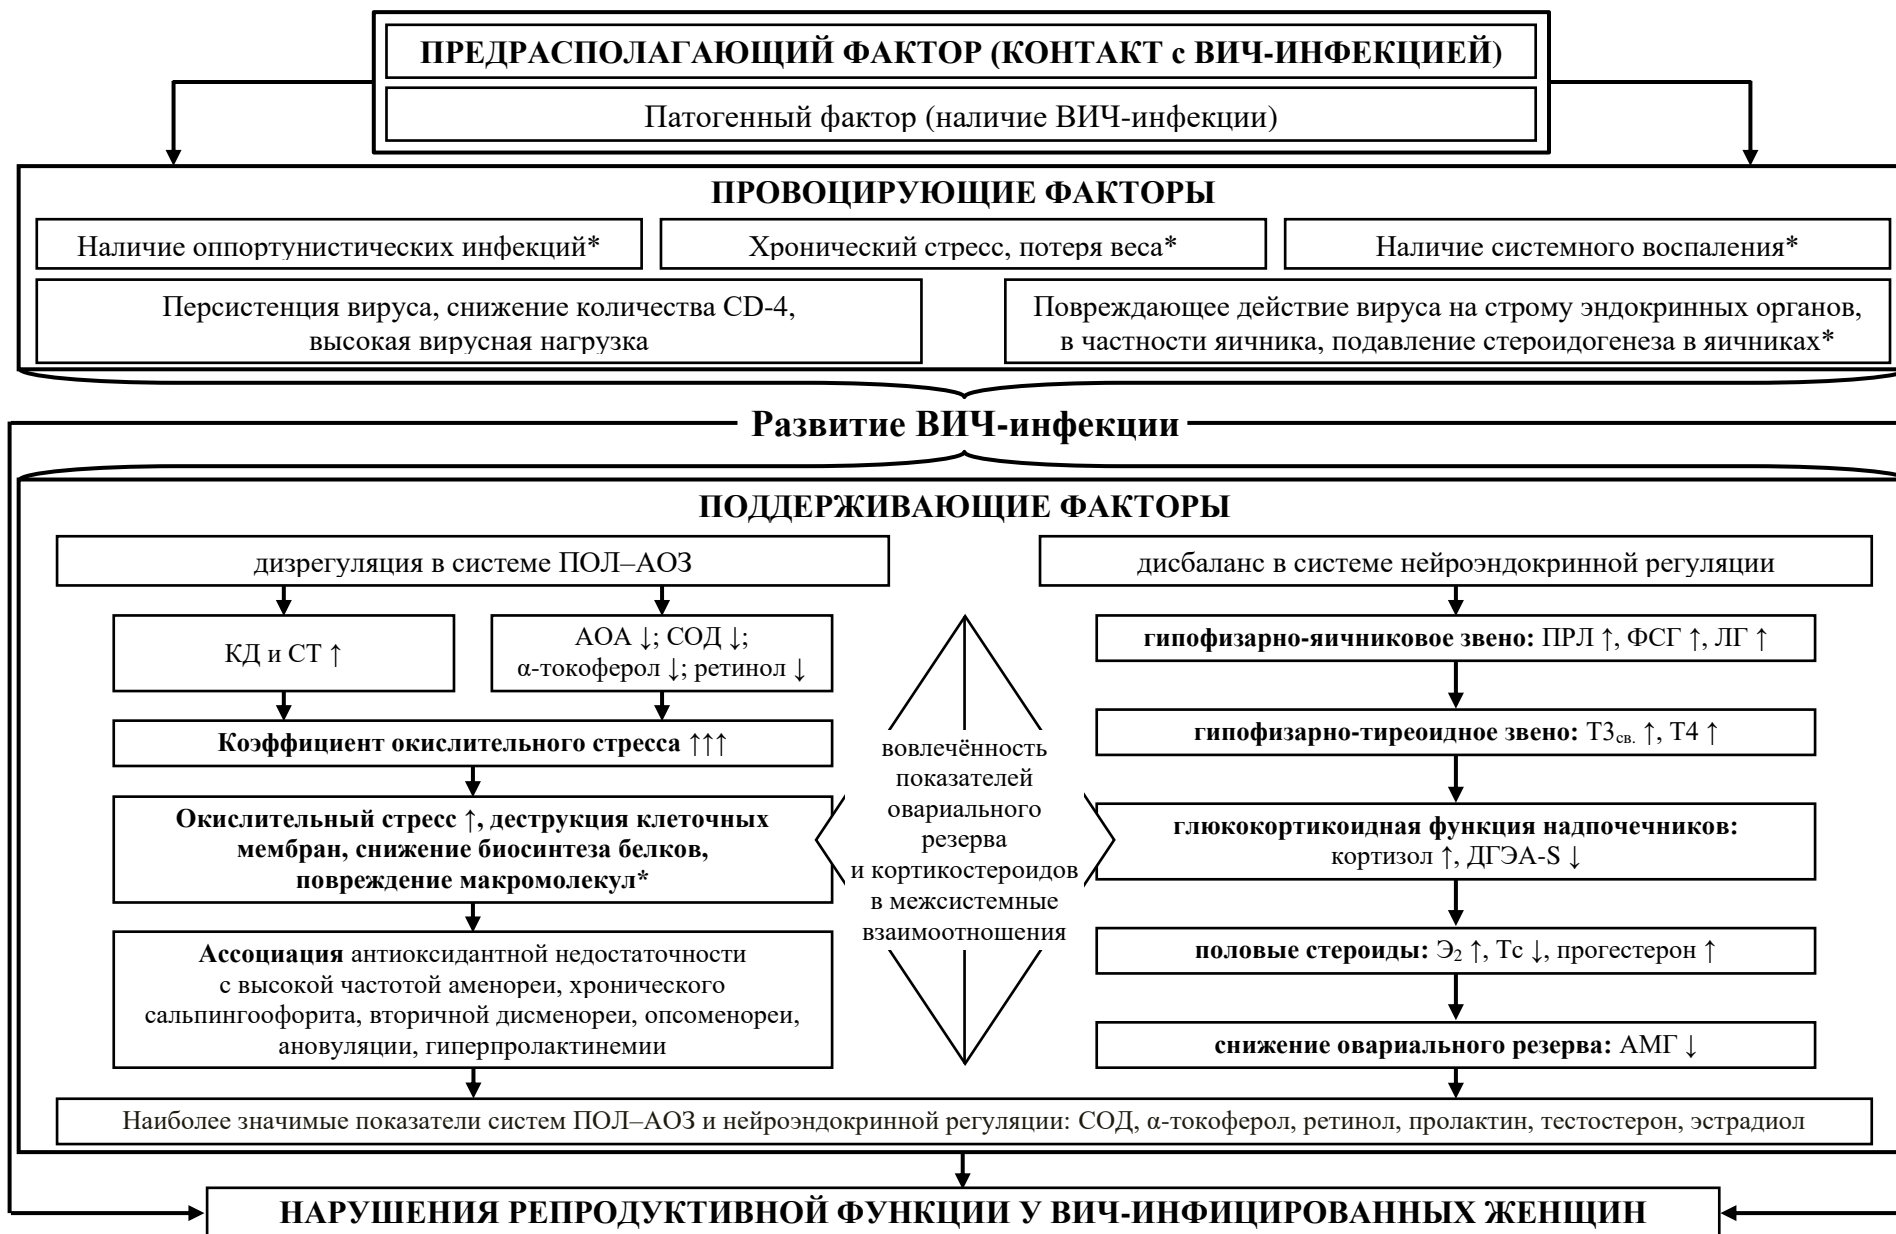 ПРЕДРАСПОЛАГАЮЩИЙ ФАКТОР (КОНТАКТ с ВИЧ-ИНФЕКЦИЕЙ)
Патогенный фактор (наличие ВИЧ-инфекции)
ПРОВОЦИРУЮЩИЕ ФАКТОРЫ
Наличие оппортунистических инфекций*
Хронический стресс, потеря веса*
Наличие системного воспаления*
Персистенция вируса, снижение количества CD-4,
высокая вирусная нагрузка
Повреждающее действие вируса на строму эндокринных органов,
в частности яичника, подавление стероидогенеза в яичниках*
Развитие ВИЧ-инфекции
ПОДДЕРЖИВАЮЩИЕ ФАКТОРЫ
дизрегуляция в системе ПОЛ–АОЗ
КД и СТ ↑
АОА ↓; СОД ↓;
α-токоферол ↓; ретинол ↓
Коэффициент окислительного стресса ↑↑↑
Окислительный стресс ↑, деструкция клеточных
мембран, снижение биосинтеза белков,
повреждение макромолекул*
Ассоциация антиоксидантной недостаточности
с высокой частотой аменореи, хронического
сальпингоофорита, вторичной дисменореи, опсоменореи,
ановуляции, гиперпролактинемии
вовлечённость
показателей
овариального
резерва
и кортикостероидов
в межсистемные
взаимоотношения
дисбаланс в системе нейроэндокринной регуляции
гипофизарно-яичниковое звено: ПРЛ ↑, ФСГ ↑, ЛГ ↑
гипофизарно-тиреоидное звено: Т3св. ↑, Т4 ↑
глюкокортикоидная функция надпочечников:
кортизол ↑, ДГЭА-S ↓
половые стероиды: Э₂ ↑, Тс ↓, прогестерон ↑
снижение овариального резерва: АМГ ↓
Наиболее значимые показатели систем ПОЛ–АОЗ и нейроэндокринной регуляции: СОД, α-токоферол, ретинол, пролактин, тестостерон, эстрадиол
НАРУШЕНИЯ РЕПРОДУКТИВНОЙ ФУНКЦИИ У ВИЧ-ИНФИЦИРОВАННЫХ ЖЕНЩИН